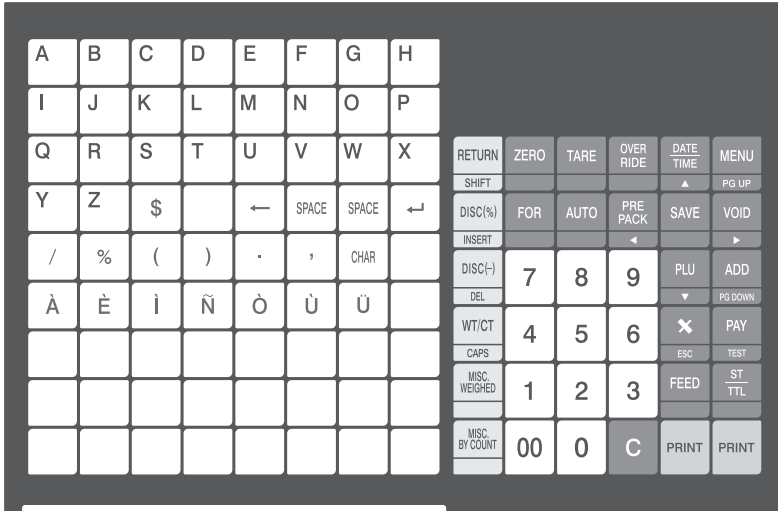 A B C D E F G H
I J K L M N O P
Q R S T U V W X
Y Z $ ← SPACE SPACE ↵
/ % ( ) . , CHAR
À È Ì Ñ Ò Ù Ü
RETURN ZERO TARE OVER RIDE DATE TIME MENU
SHIFT ▲ PG UP
DISC(%) FOR AUTO PRE PACK SAVE VOID
INSERT ◀ ▶
DISC(–) 7 8 9 PLU ADD
DEL ▼ PG DOWN
WT/CT 4 5 6 × PAY
CAPS ESC TEST
MISC. WEIGHED 1 2 3 FEED ST TTL
MISC. BY COUNT 00 0 C PRINT PRINT